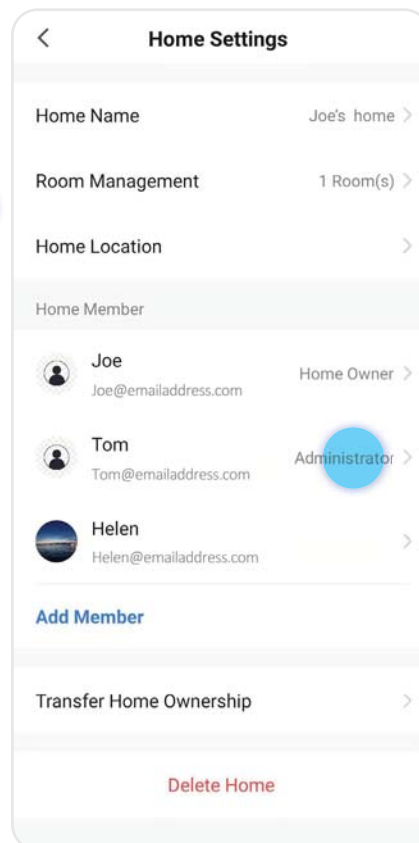 Home Settings
Home Name Joe's home
Room Management 1 Room(s)
Home Location
Home Member
Joe
Joe@emailaddress.com
Home Owner
Tom
Tom@emailaddress.com
Administrator
Helen
Helen@emailaddress.com
Add Member
Transfer Home Ownership
Delete Home